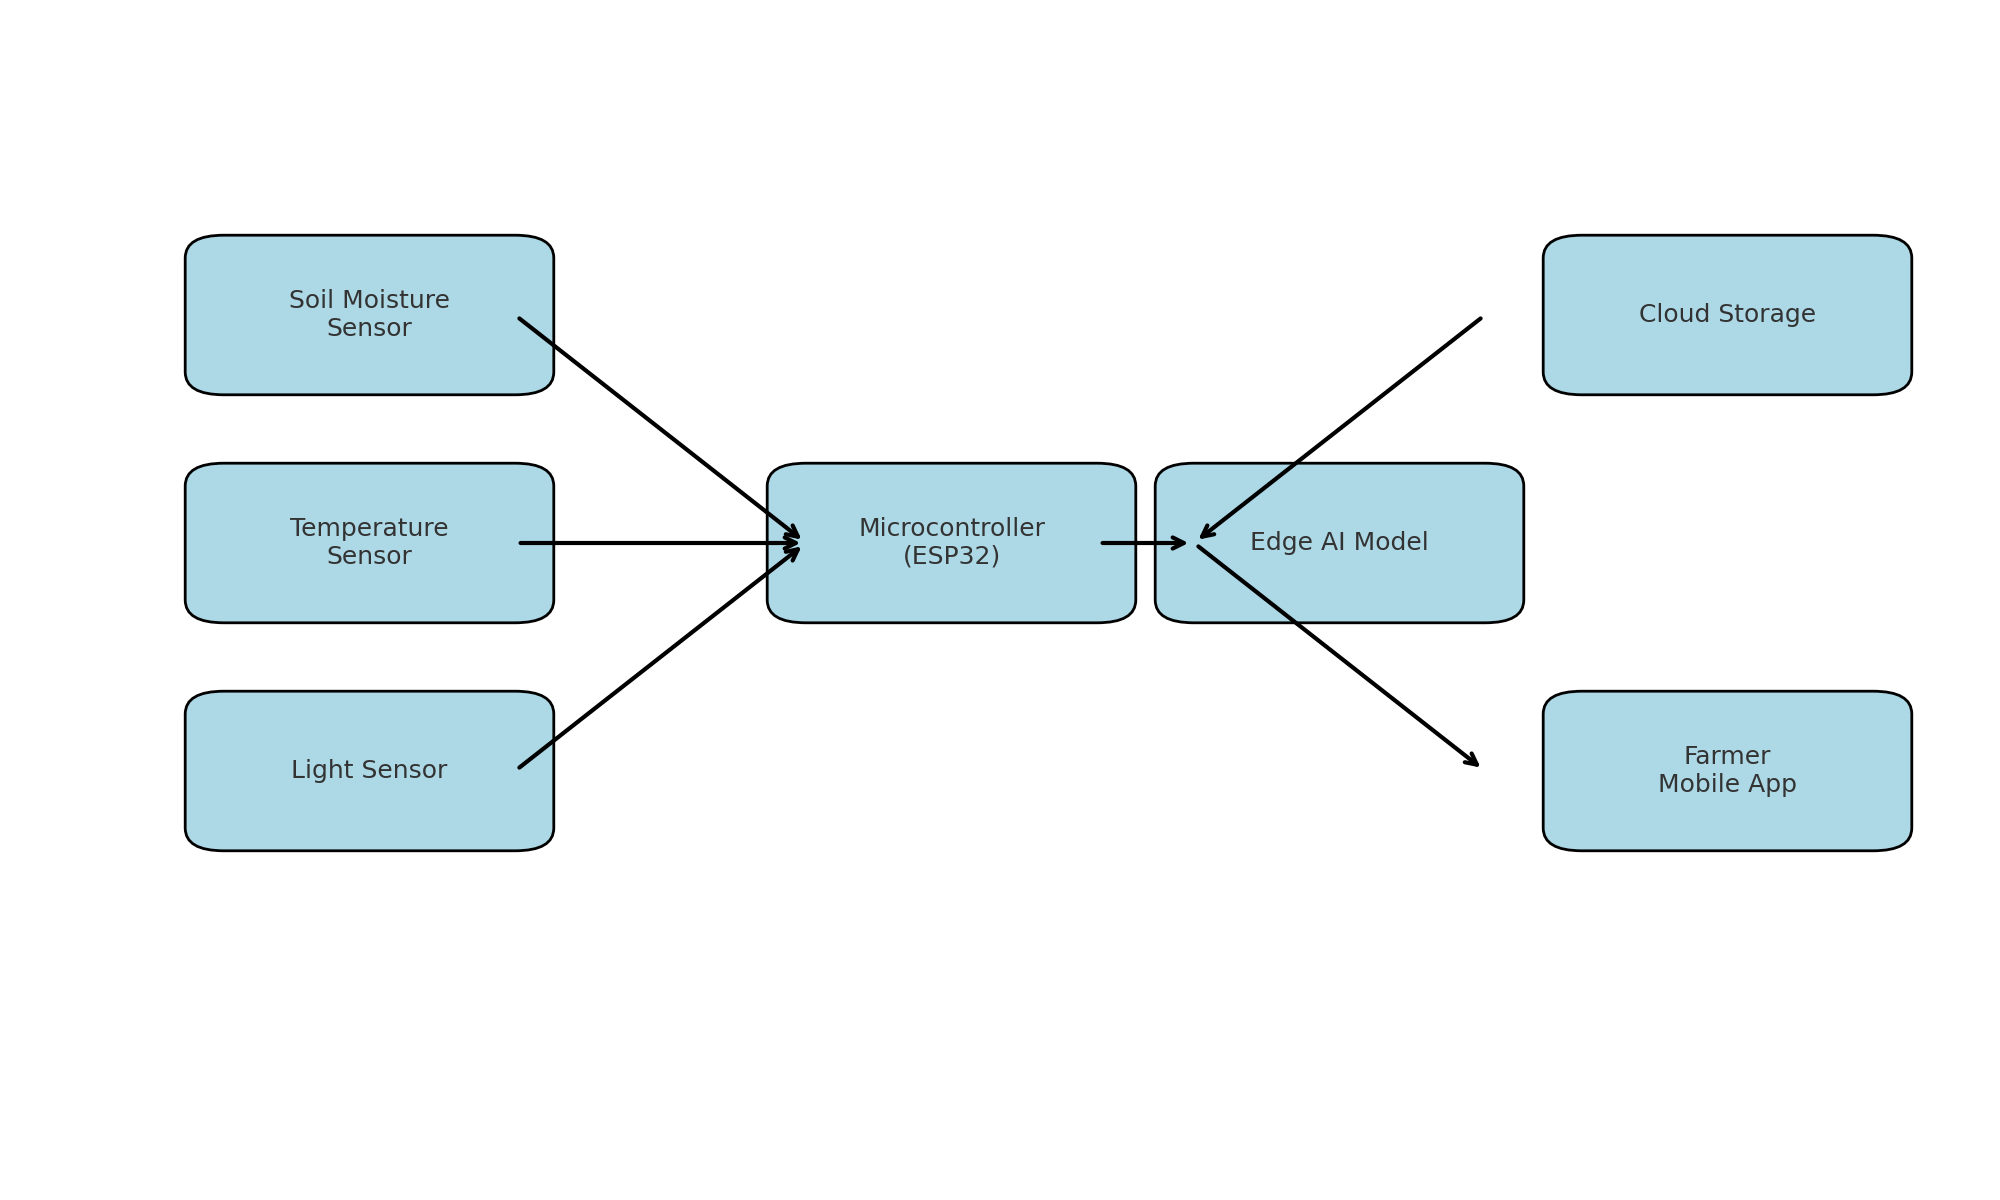 Soil Moisture
Sensor
Cloud Storage
Temperature
Sensor
Microcontroller
(ESP32)
Edge AI Model
Light Sensor
Farmer
Mobile App